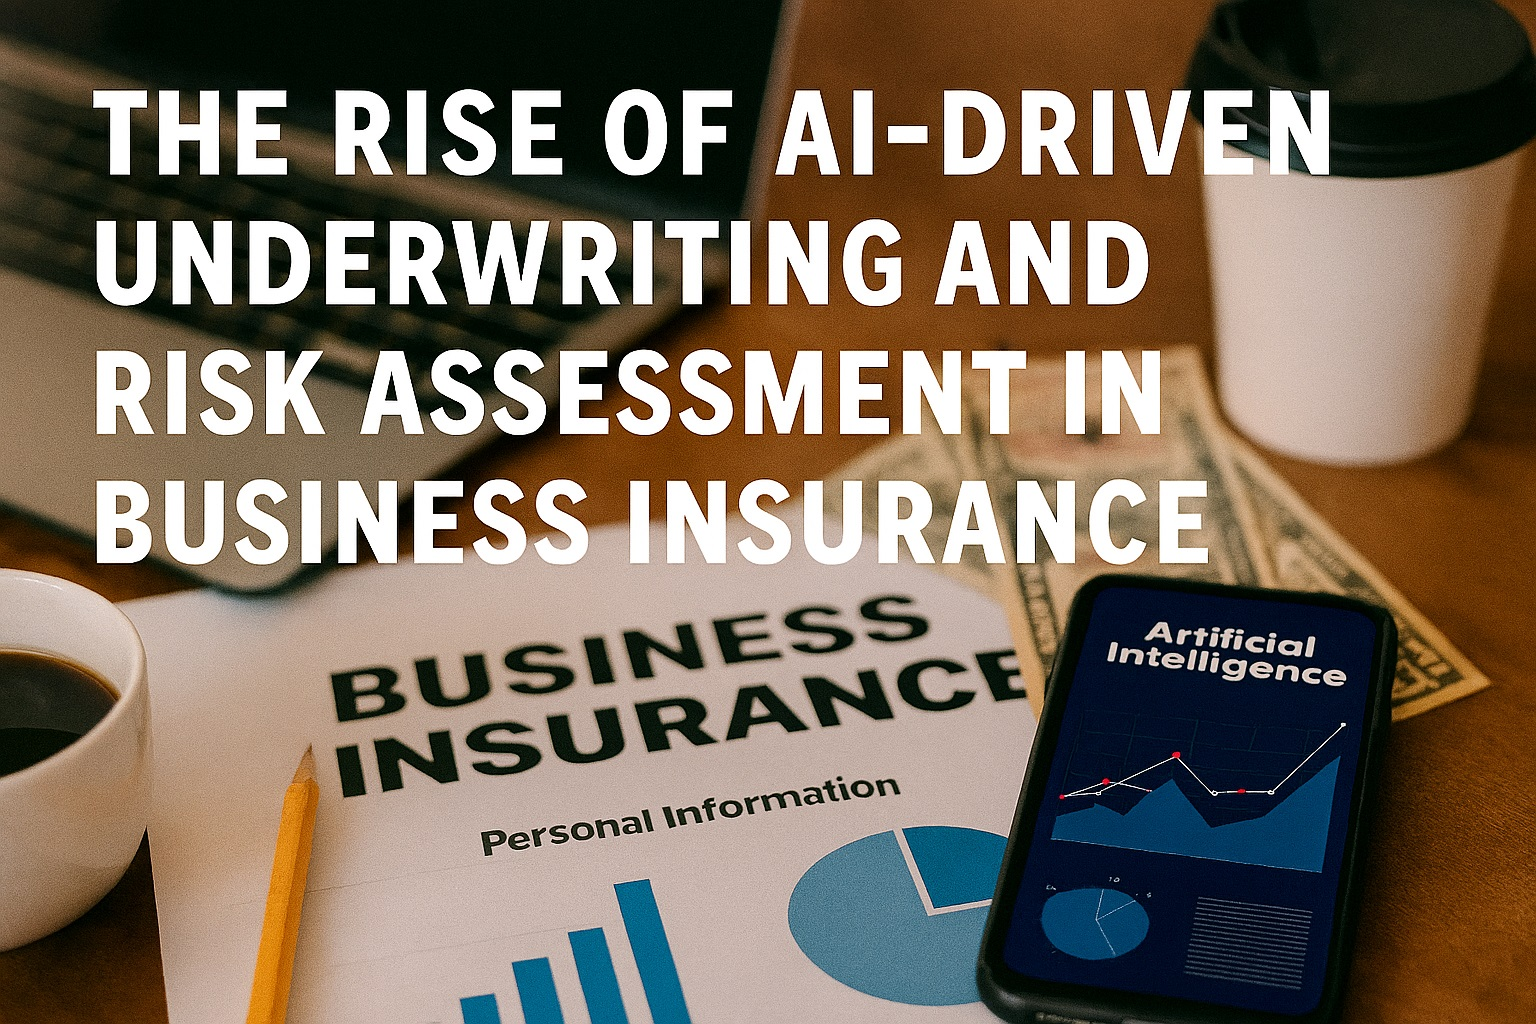 THE RISE OF AI-DRIVEN
UNDERWRITING AND
RISK ASSESSMENT IN
BUSINESS INSURANCE
BUSINESS
INSURANCE
Personal Information
Artificial
Intelligence